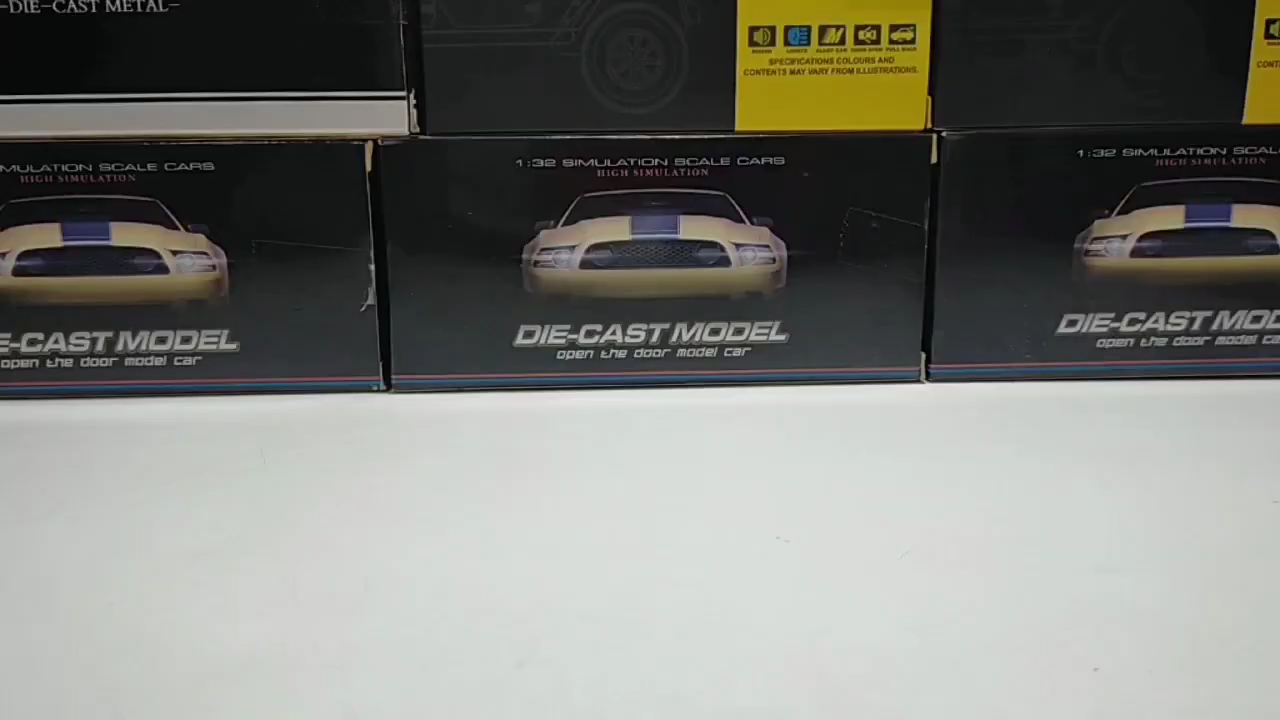 -DIE-CAST METAL-
SPECIFICATIONS COLOURS AND
CONTENTS MAY VARY FROM ILLUSTRATIONS.
CONT
MULATION SCALE CARS
HIGH SIMULATION
E-CAST MODEL
open the door model car
1:32 SIMULATION SCALE CARS
HIGH SIMULATION
DIE-CAST MODEL
open the door model car
1:32 SIMULATION SCAL
HIGH SIMULATION
DIE-CAST MOD
open the door model ca